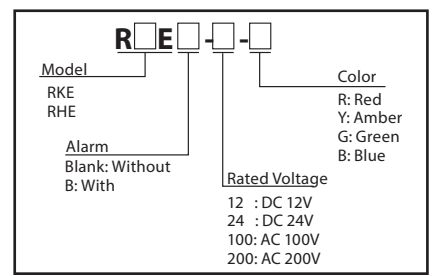 R□E□-□-□
Model
RKE
RHE
Alarm
Blank: Without
B: With
Rated Voltage
12 : DC 12V
24 : DC 24V
100: AC 100V
200: AC 200V
Color
R: Red
Y: Amber
G: Green
B: Blue